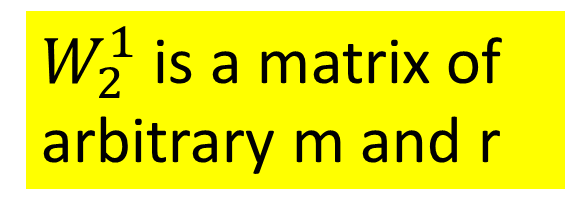 $W_2^1$ is a matrix of
arbitrary m and r